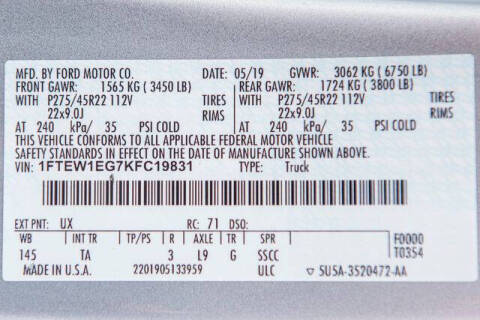 MFD. BY FORD MOTOR CO. DATE: 05/19 GVWR: 3062 KG (6750 LB)
FRONT GAWR: 1565 KG (3450 LB) REAR GAWR: 1724 KG (3800 LB)
WITH P275/45R22 112V TIRES WITH P275/45R22 112V TIRES
22x9.0J RIMS 22x9.0J RIMS
AT 240 kPa/ 35 PSI COLD AT 240 kPa/ 35 PSI COLD
THIS VEHICLE CONFORMS TO ALL APPLICABLE FEDERAL MOTOR VEHICLE
SAFETY STANDARDS IN EFFECT ON THE DATE OF MANUFACTURE SHOWN ABOVE.
VIN: 1FTEW1EG7KFC19831 TYPE: Truck
EXT PNT: UX RC: 71 DSO:
WB INT TR TP/PS R AXLE TR SPR F0000
145 TA 3 L9 G SSCC T0354
MADE IN U.S.A. 2201905133959 ULC 5U5A-3520472-AA